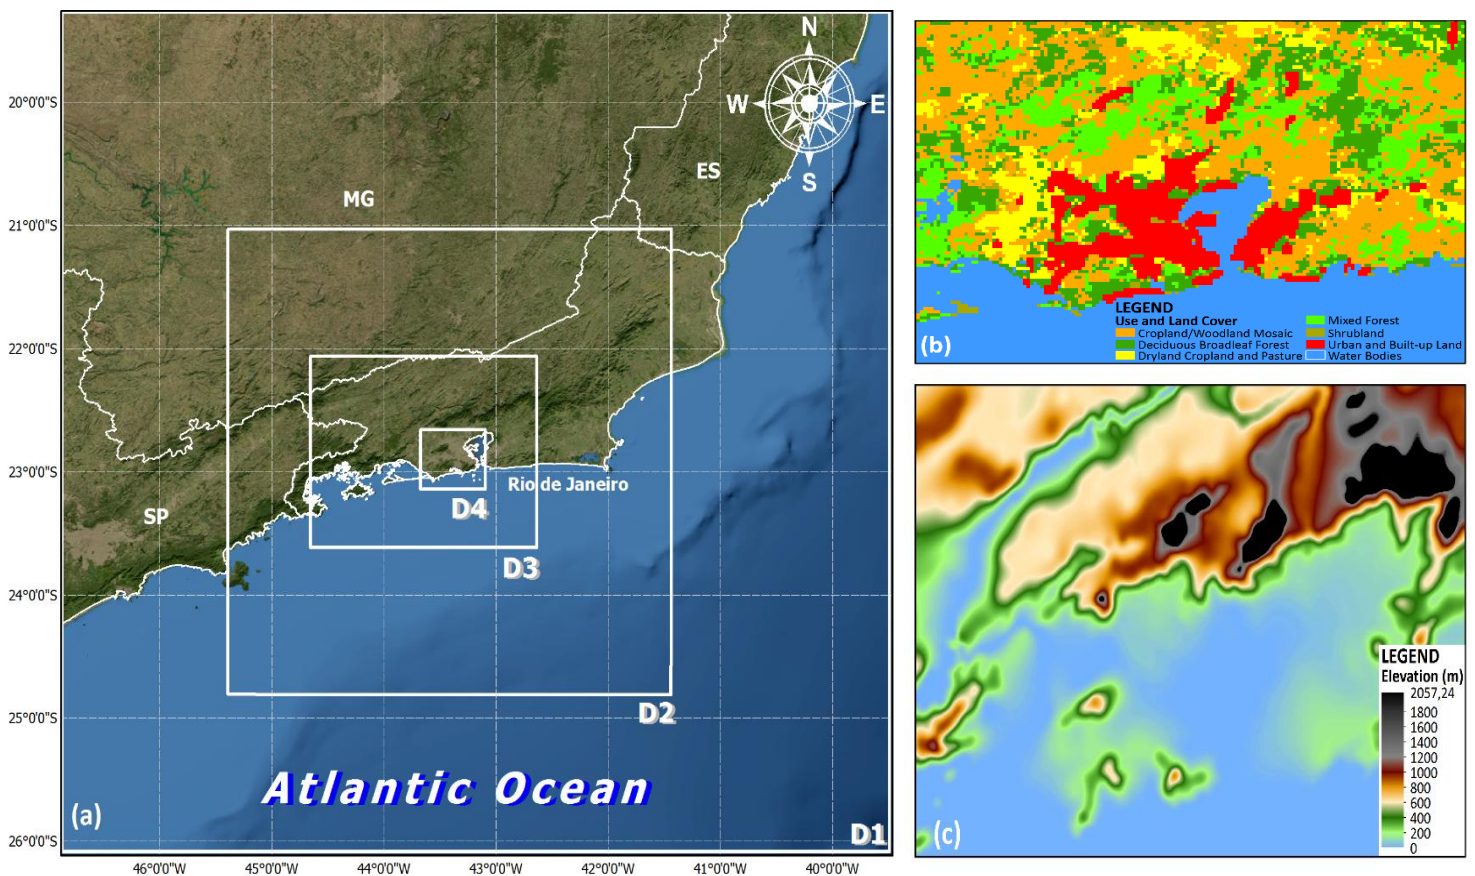 N
W
E
S
20°0'0"S
21°0'0"S
22°0'0"S
23°0'0"S
24°0'0"S
25°0'0"S
26°0'0"S
MG
ES
SP
Rio de Janeiro
D4
D3
D2
D1
Atlantic Ocean
(a)
46°0'0"W
45°0'0"W
44°0'0"W
43°0'0"W
42°0'0"W
41°0'0"W
40°0'0"W
(b)
LEGEND
Use and Land Cover
Cropland/Woodland Mosaic
Deciduous Broadleaf Forest
Dryland Cropland and Pasture
Mixed Forest
Shrubland
Urban and Built-up Land
Water Bodies
(c)
LEGEND
Elevation (m)
2057,24
1800
1600
1400
1200
1000
800
600
400
200
0